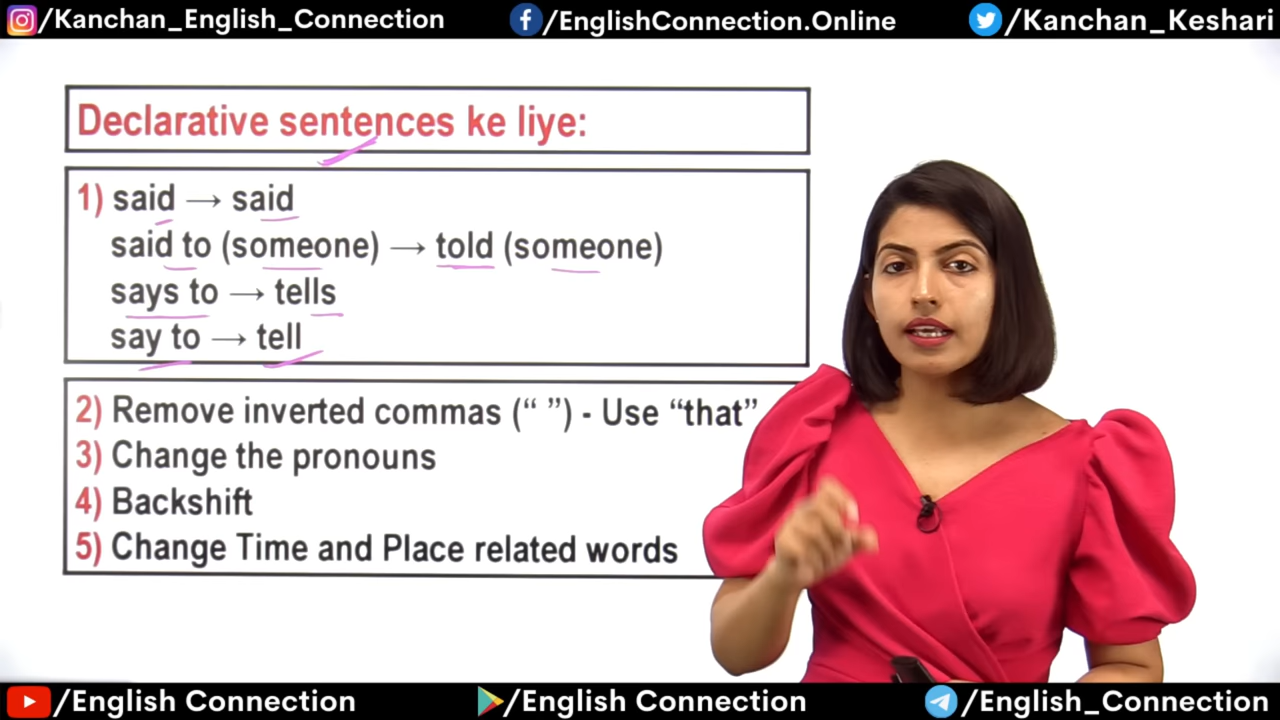 /Kanchan_English_Connection
/EnglishConnection.Online
/Kanchan_Keshari
Declarative sentences ke liye:
1) said → said
said to (someone) → told (someone)
says to → tells
say to → tell
2) Remove inverted commas (“ ”) - Use “that”
3) Change the pronouns
4) Backshift
5) Change Time and Place related words
/English Connection
/English Connection
/English_Connection